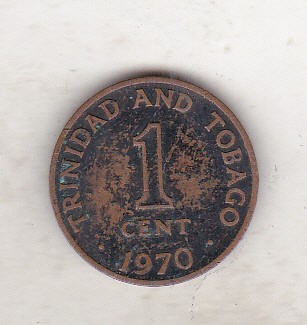 TRINIDAD AND TOBAGO
1
CENT
· 1970 ·